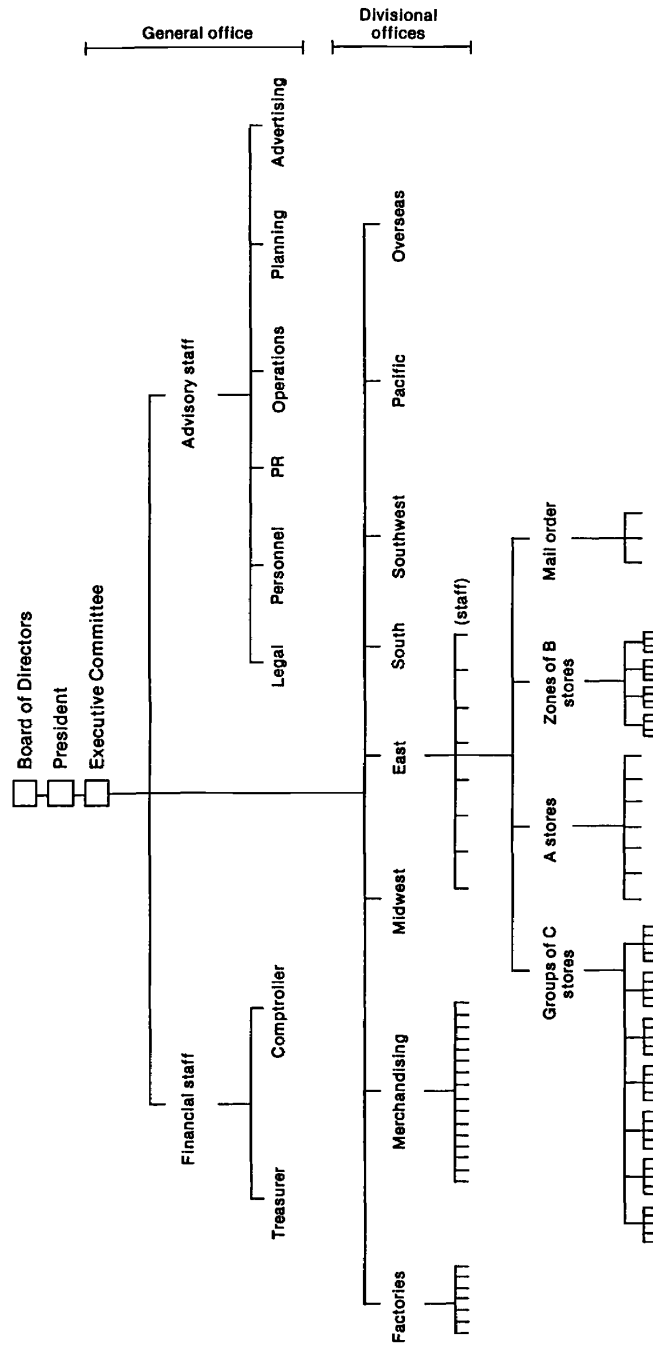 Board of Directors
President
Executive Committee
General office
Financial staff
Advisory staff
Treasurer
Comptroller
Legal
Personnel
PR
Operations
Planning
Advertising
Divisional
offices
Factories
Merchandising
Midwest
East
South
Southwest
Pacific
Overseas
(staff)
Groups of C
stores
A stores
Zones of B
stores
Mail order